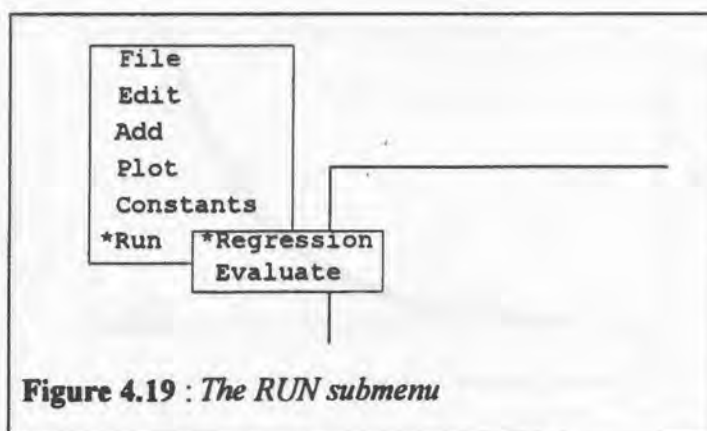 File
Edit
Add
Plot
Constants
*Run *Regression
Evaluate
Figure 4.19 : The RUN submenu